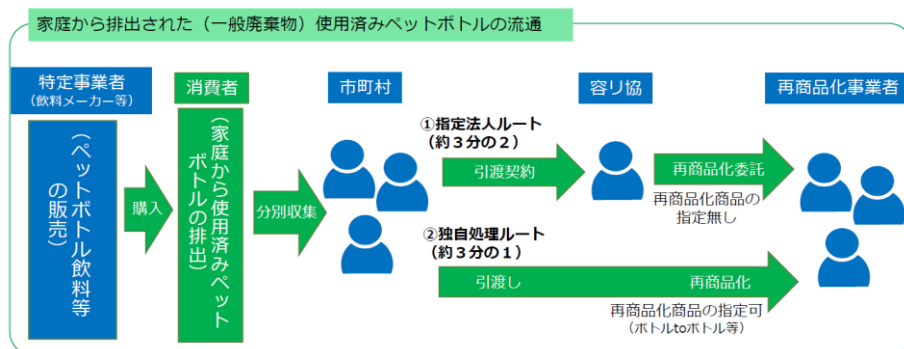 家庭から排出された（一般廃棄物）使用済みペットボトルの流通
特定事業者
（飲料メーカー等）
消費者
市町村
容リ協
再商品化事業者
（ペットボトル飲料等
の販売）
購入
（家庭から使用済みペット
ボトルの排出）
分別収集
①指定法人ルート
（約３分の２）
引渡契約
再商品化委託
再商品化商品の
指定無し
②独自処理ルート
（約３分の１）
引渡し
再商品化
再商品化商品の指定可
（ボトルtoボトル等）